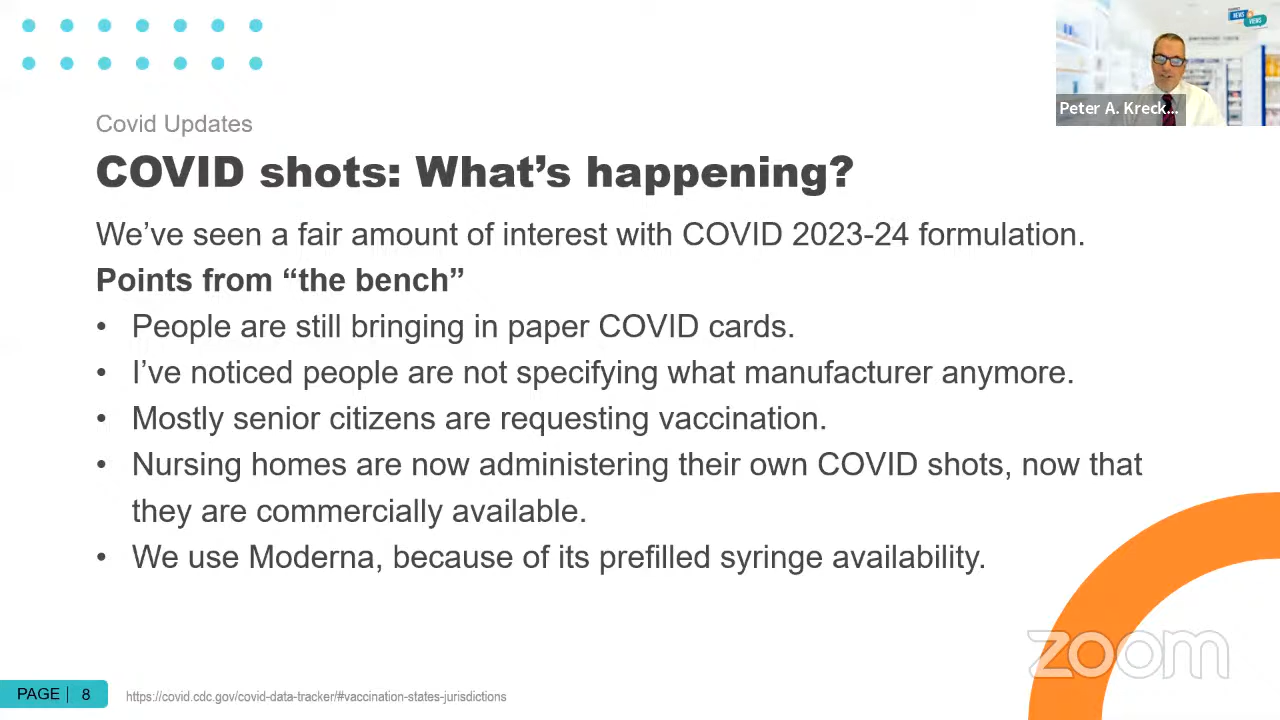 NEWS
VIEWS
Peter A. Kreck...
Covid Updates
COVID shots: What’s happening?
We’ve seen a fair amount of interest with COVID 2023-24 formulation.
Points from “the bench”
• People are still bringing in paper COVID cards.
• I’ve noticed people are not specifying what manufacturer anymore.
• Mostly senior citizens are requesting vaccination.
• Nursing homes are now administering their own COVID shots, now that
they are commercially available.
• We use Moderna, because of its prefilled syringe availability.
zoom
PAGE | 8
https://covid.cdc.gov/covid-data-tracker/#vaccination-states-jurisdictions